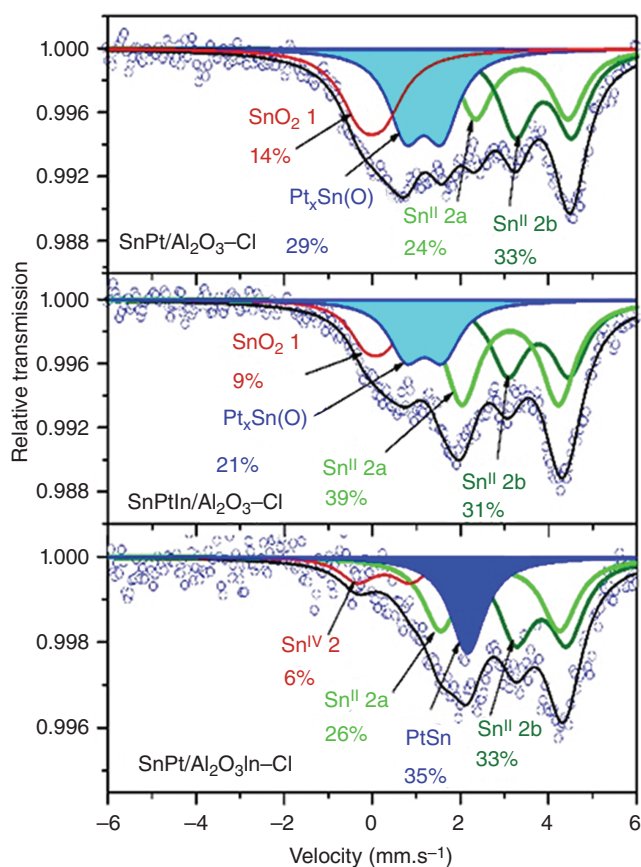 Relative transmission
1.000
0.996
0.992
0.988
SnO₂ 1
14%
PtₓSn(O)
29%
Snᴵᴵ 2a
24%
Snᴵᴵ 2b
33%
SnPt/Al₂O₃–Cl
1.000
0.996
0.992
0.988
SnO₂ 1
9%
PtₓSn(O)
21%
Snᴵᴵ 2a
39%
Snᴵᴵ 2b
31%
SnPtIn/Al₂O₃–Cl
1.000
0.998
0.996
Snᴵⱽ 2
6%
Snᴵᴵ 2a
26%
PtSn
35%
Snᴵᴵ 2b
33%
SnPt/Al₂O₃In–Cl
−6 −4 −2 0 2 4 6
Velocity (mm.s⁻¹)